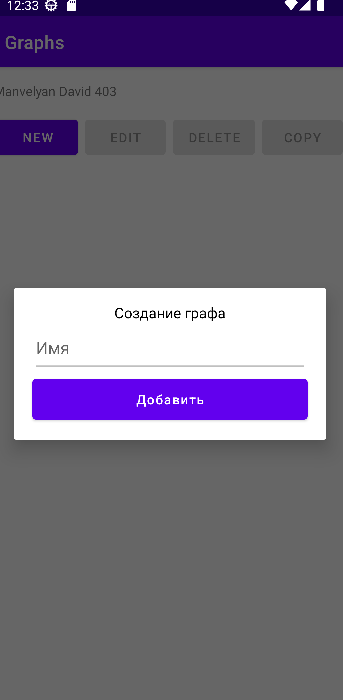 12:33
Graphs
Manvelyan David 403
NEW EDIT DELETE COPY
Создание графа
Имя
Добавить